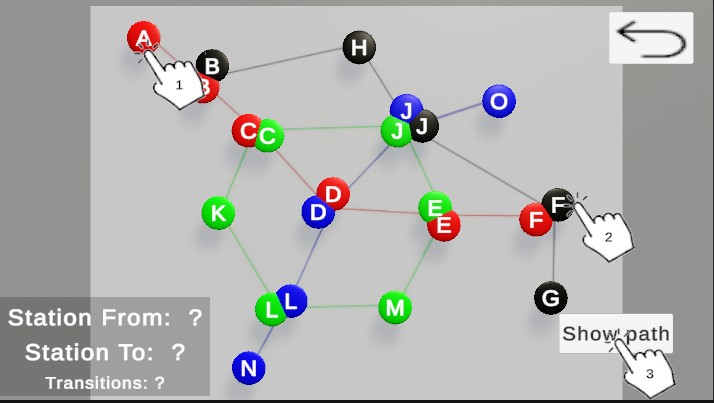 A
H
B
B
1
J
O
J
J
C
C
D
D
E
E
F
F
K
2
L
L
M
G
N
Station From: ?
Station To: ?
Transitions: ?
Show path
3